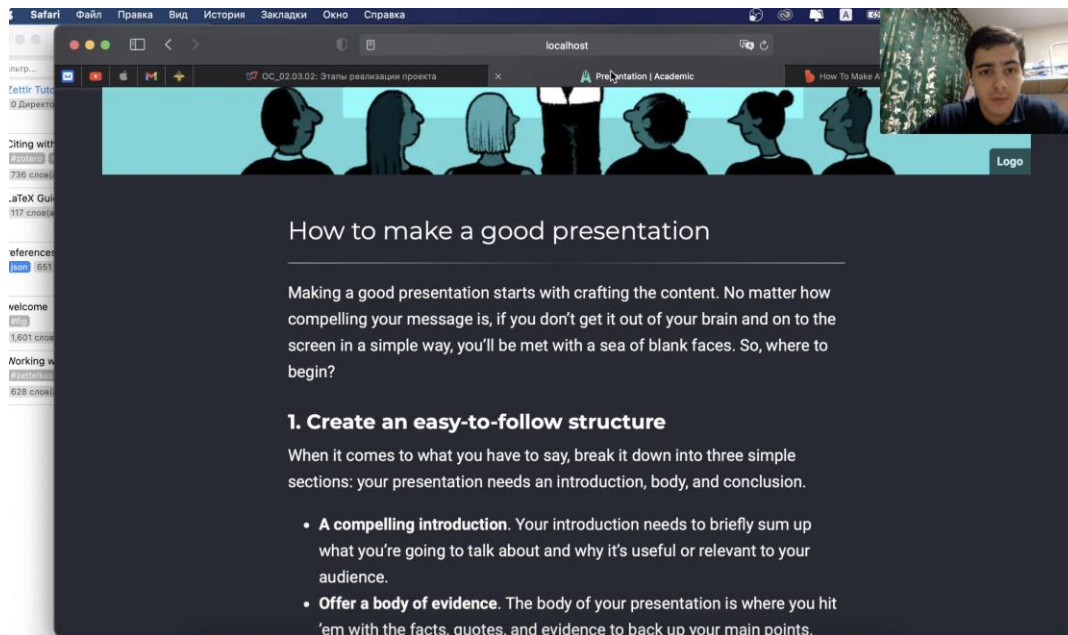 Safari Файл Правка Вид История Закладки Окно Справка
A
localhost
ОС_02.03.02: Этапы реализации проекта
Presentation | Academic
How To Make A
Zettlr Tuto
0 Директо
Citing with
#zotero
736 слов(
LaTeX Gui
117 слов(а
references
json 651
welcome
#fig
1,601 слов
Working w
#zettelkas
628 слов(
Logo
How to make a good presentation
Making a good presentation starts with crafting the content. No matter how
compelling your message is, if you don’t get it out of your brain and on to the
screen in a simple way, you’ll be met with a sea of blank faces. So, where to
begin?
1. Create an easy-to-follow structure
When it comes to what you have to say, break it down into three simple
sections: your presentation needs an introduction, body, and conclusion.
• A compelling introduction. Your introduction needs to briefly sum up
what you’re going to talk about and why it’s useful or relevant to your
audience.
• Offer a body of evidence. The body of your presentation is where you hit
’em with the facts, quotes, and evidence to back up your main points.